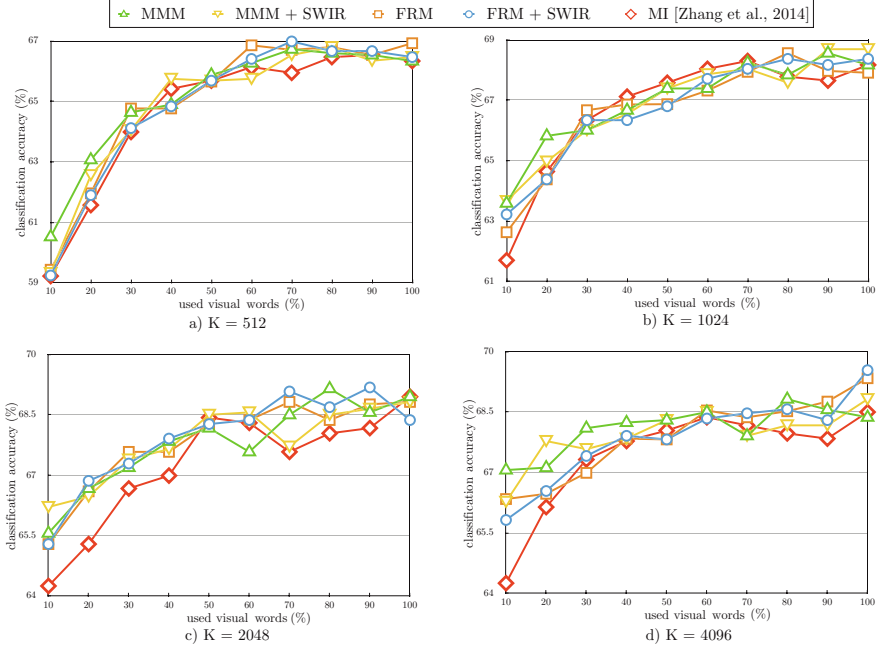 MMM MMM + SWIR FRM FRM + SWIR MI [Zhang et al., 2014]
classification accuracy (%)
67
65
63
61
59
10 20 30 40 50 60 70 80 90 100
used visual words (%)
a) K = 512
classification accuracy (%)
69
67
65
63
61
10 20 30 40 50 60 70 80 90 100
used visual words (%)
b) K = 1024
classification accuracy (%)
70
68.5
67
65.5
64
10 20 30 40 50 60 70 80 90 100
used visual words (%)
c) K = 2048
classification accuracy (%)
70
68.5
67
65.5
64
10 20 30 40 50 60 70 80 90 100
used visual words (%)
d) K = 4096